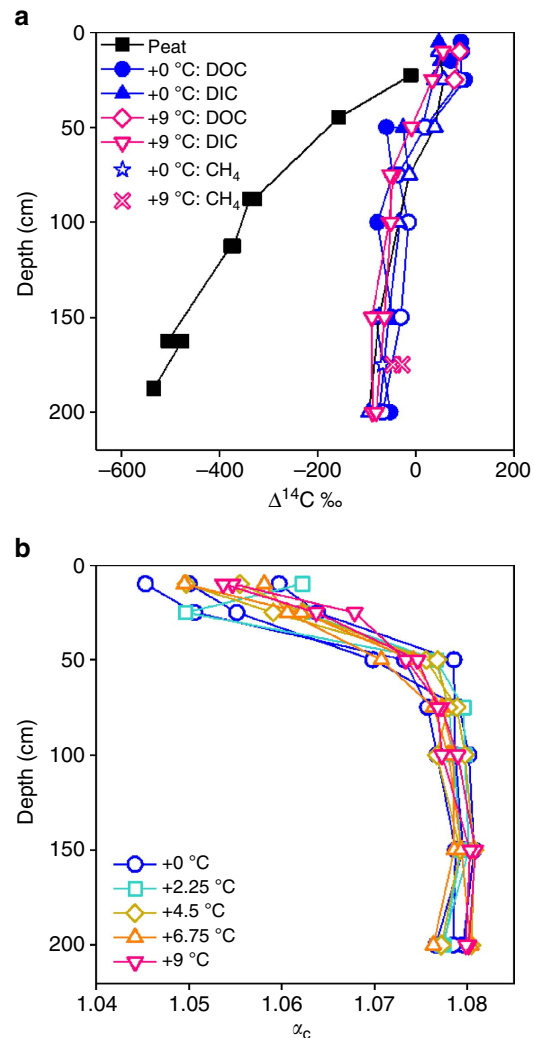 a
0
50
100
150
200
Depth (cm)
Peat
+0 °C: DOC
+0 °C: DIC
+9 °C: DOC
+9 °C: DIC
+0 °C: CH4
+9 °C: CH4
−600 −400 −200 0 200
Δ14C ‰
b
0
50
100
150
200
Depth (cm)
+0 °C
+2.25 °C
+4.5 °C
+6.75 °C
+9 °C
1.04 1.05 1.06 1.07 1.08
αc